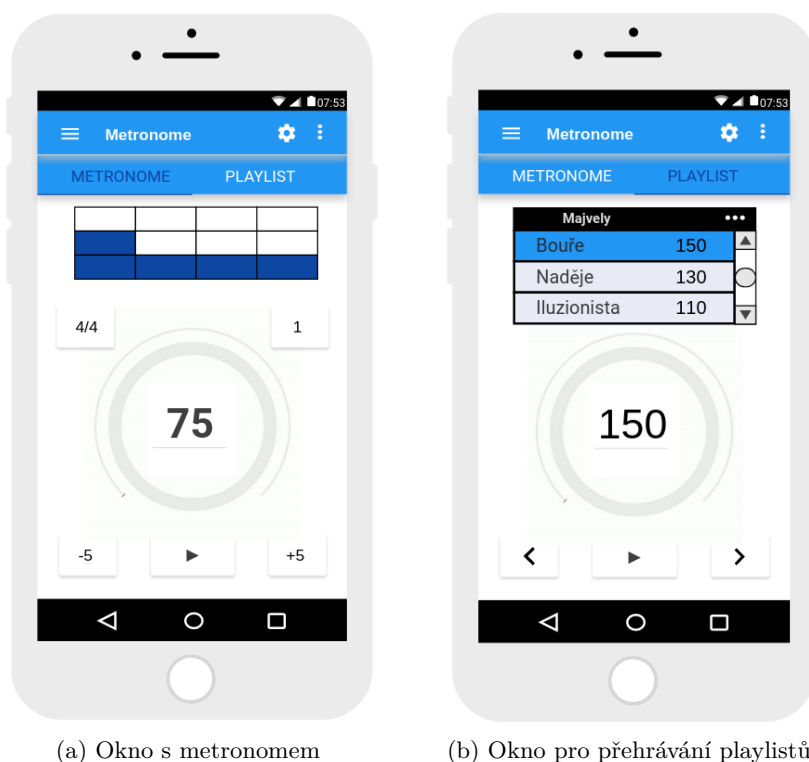 07:53
Metronome
METRONOME PLAYLIST
4/4 1
75
-5 +5
(a) Okno s metronomem
07:53
Metronome
METRONOME PLAYLIST
Majvely
Bouře 150
Naděje 130
Iluzionista 110
150
(b) Okno pro přehrávání playlistů